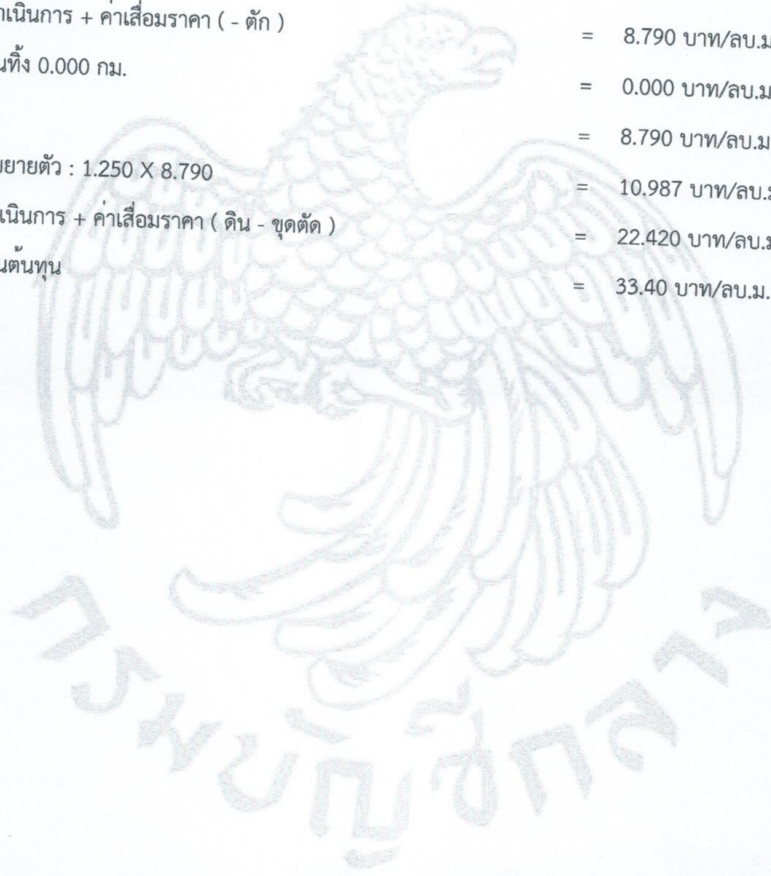 าเนินการ + ค่าเสื่อมราคา ( - ตัก ) = 8.790 บาท/ลบ.ม
นทิ้ง 0.000 กม. = 0.000 บาท/ลบ.ม
= 8.790 บาท/ลบ.ม
ยายตัว : 1.250 X 8.790 = 10.987 บาท/ลบ.ม
เนินการ + ค่าเสื่อมราคา ( ดิน - ขุดตัด ) = 22.420 บาท/ลบ.ม
นต้นทุน = 33.40 บาท/ลบ.ม.
กรมบัญชีกลาง